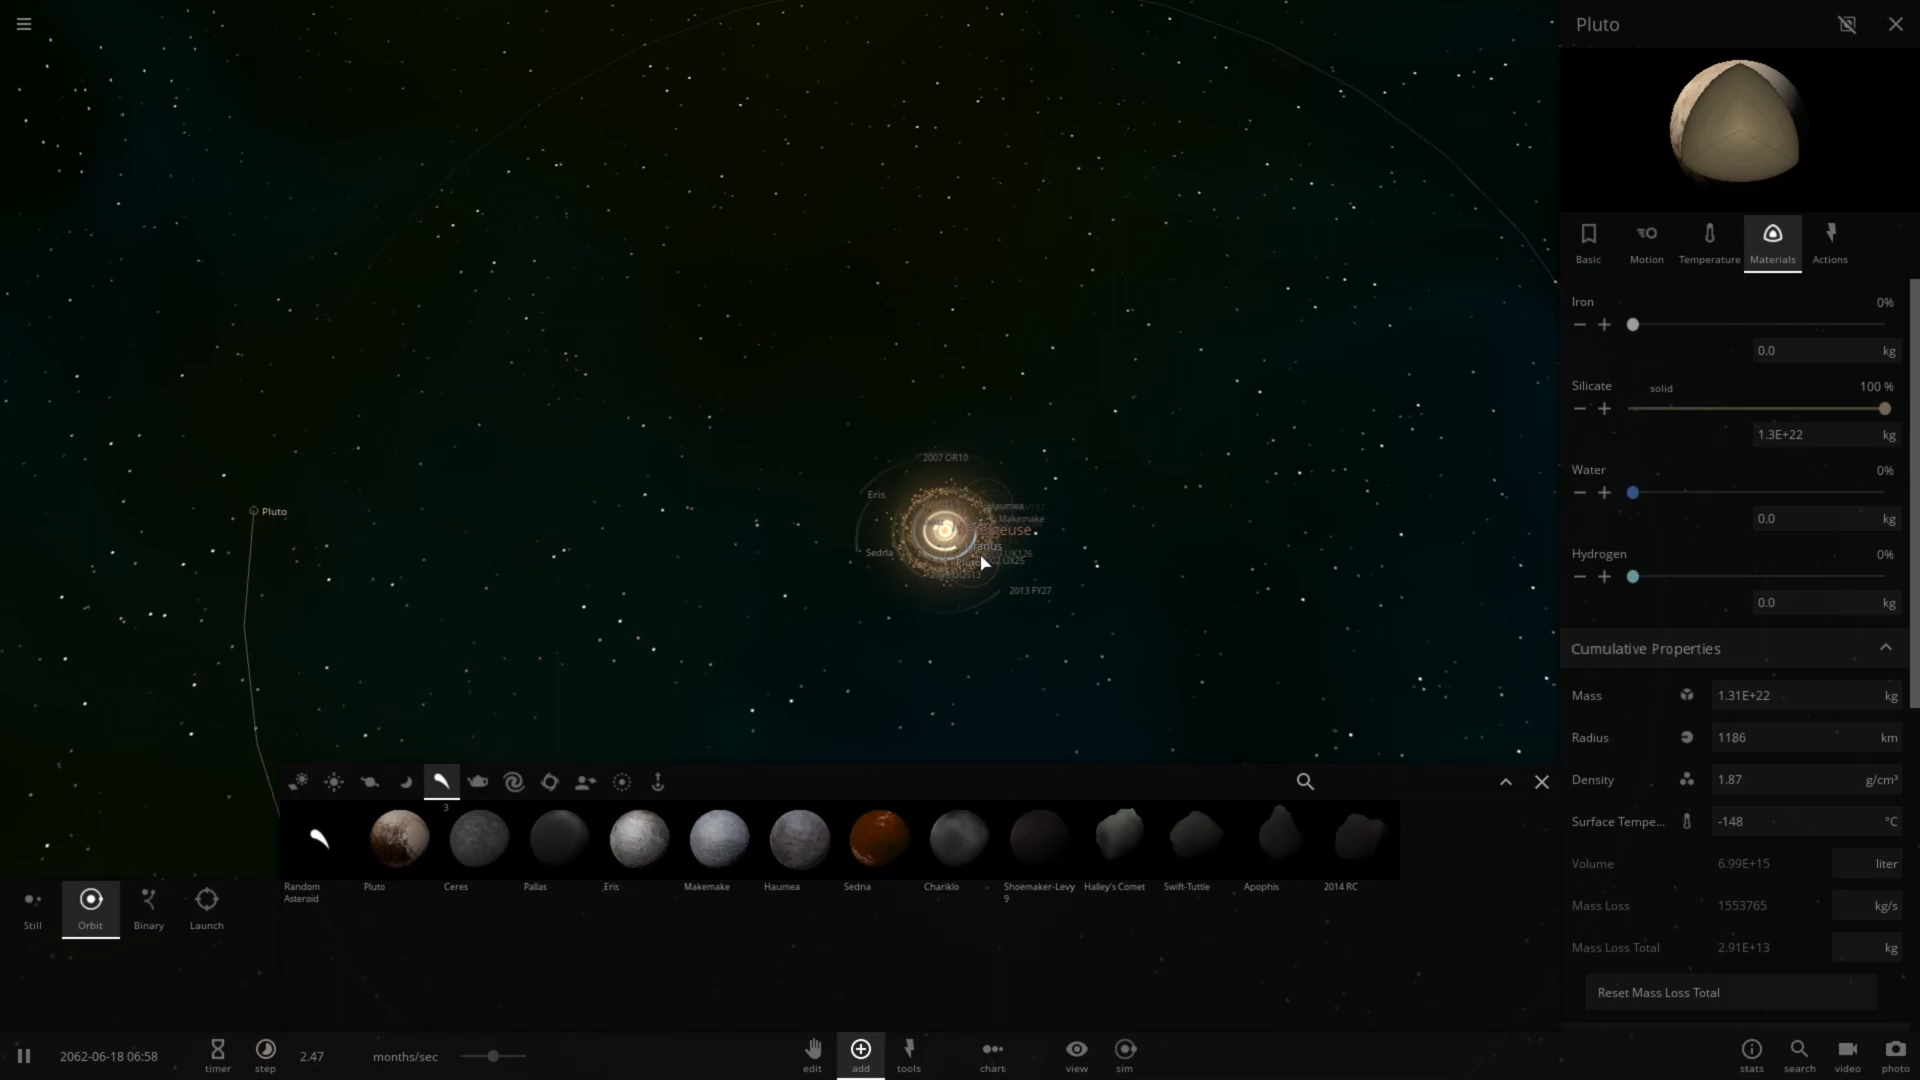 Pluto
Basic
Motion
Temperature
Materials
Actions
Iron
0%
0.0
kg
Silicate
solid
100 %
1.3E+22
kg
Water
0%
0.0
kg
Hydrogen
0%
0.0
kg
Cumulative Properties
Mass
1.31E+22
kg
Radius
1186
km
Density
1.87
g/cm³
Surface Tempe...
-148
°C
Volume
6.99E+15
liter
Mass Loss
1553765
kg/s
Mass Loss Total
2.91E+13
kg
Reset Mass Loss Total
2007 OR10
Eris
Haumea
Makemake
Sedna
Uranus
Pluto
2013 FY27
Pluto
3
Random
Asteroid
Pluto
Ceres
Pallas
Eris
Makemake
Haumea
Sedna
Chariklo
Shoemaker-Levy
9
Halley's Comet
Swift-Tuttle
Apophis
2014 RC
Still
Orbit
Binary
Launch
2062-06-18 06:58
timer
step
2.47
months/sec
edit
add
tools
chart
view
sim
stats
search
video
photo